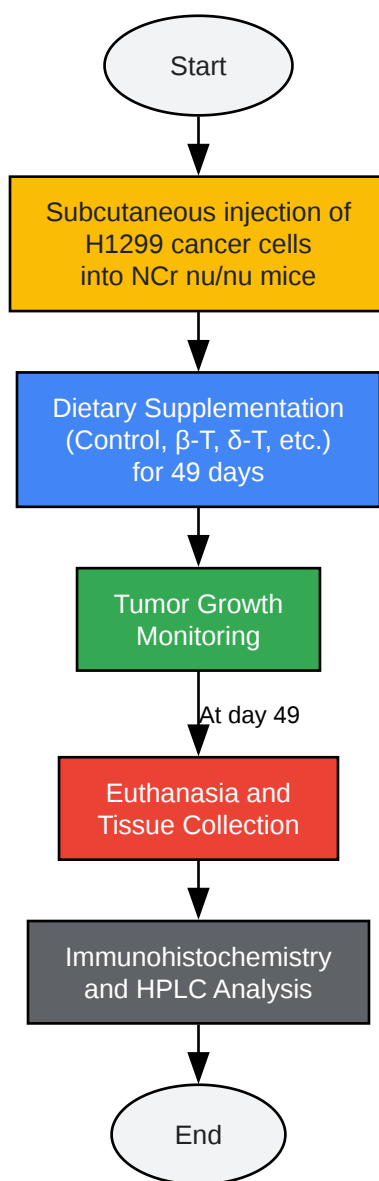 Start
Subcutaneous injection of
H1299 cancer cells
into NCr nu/nu mice
Dietary Supplementation
(Control, β-T, δ-T, etc.)
for 49 days
Tumor Growth
Monitoring
At day 49
Euthanasia and
Tissue Collection
Immunohistochemistry
and HPLC Analysis
End